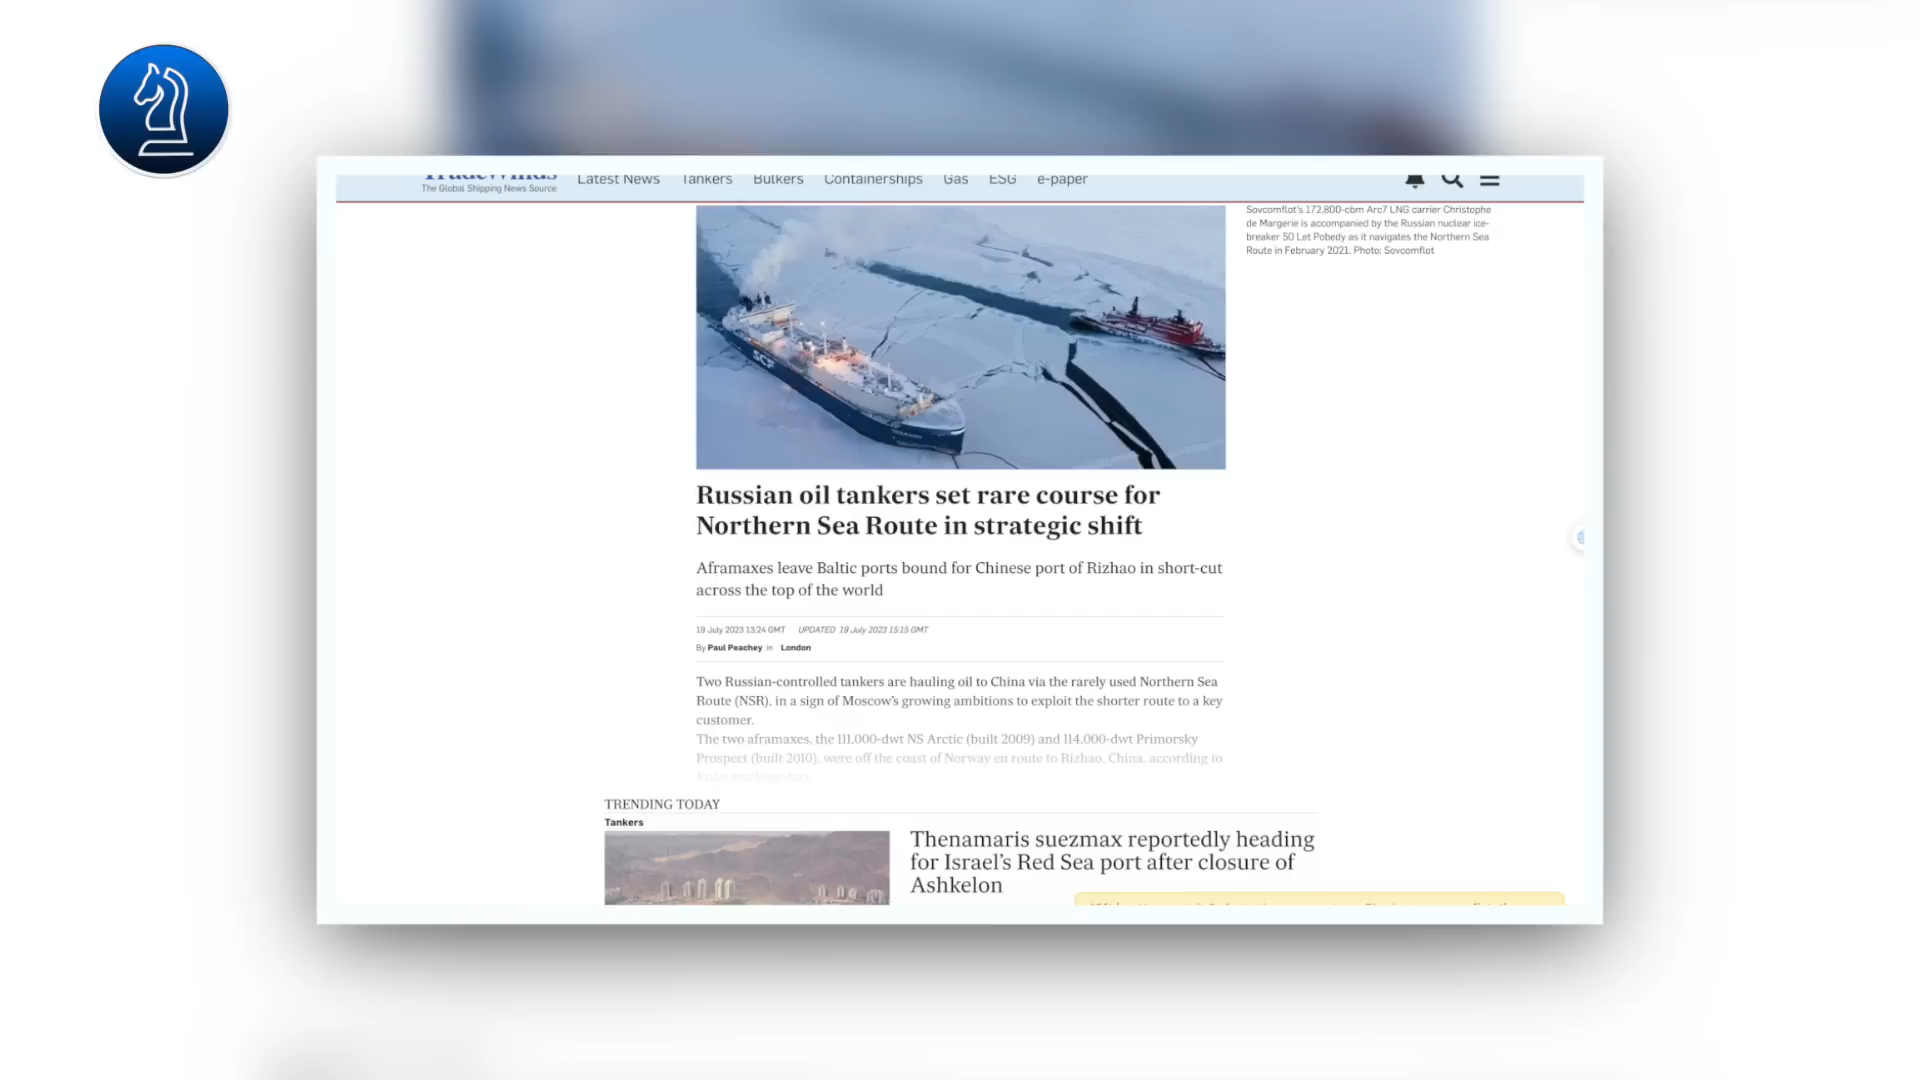 TradeWinds
The Global Shipping News Source
Latest News Tankers Bulkers Containerships Gas ESG e-paper
SCF
Sovcomflot's 172,800-cbm Arc7 LNG carrier Christophe
de Margerie is accompanied by the Russian nuclear ice-
breaker 50 Let Pobedy as it navigates the Northern Sea
Route in February 2021. Photo: Sovcomflot
Russian oil tankers set rare course for
Northern Sea Route in strategic shift
Aframaxes leave Baltic ports bound for Chinese port of Rizhao in short-cut
across the top of the world
19 July 2023 13:24 GMT UPDATED 19 July 2023 15:15 GMT
By Paul Peachey in London
Two Russian-controlled tankers are hauling oil to China via the rarely used Northern Sea
Route (NSR), in a sign of Moscow's growing ambitions to exploit the shorter route to a key
customer.
The two aframaxes, the 111,000-dwt NS Arctic (built 2009) and 114,000-dwt Primorsky
Prospect (built 2010), were off the coast of Norway en route to Rizhao, China, according to
tracking data.
TRENDING TODAY
Tankers
Thenamaris suezmax reportedly heading
for Israel's Red Sea port after closure of
Ashkelon